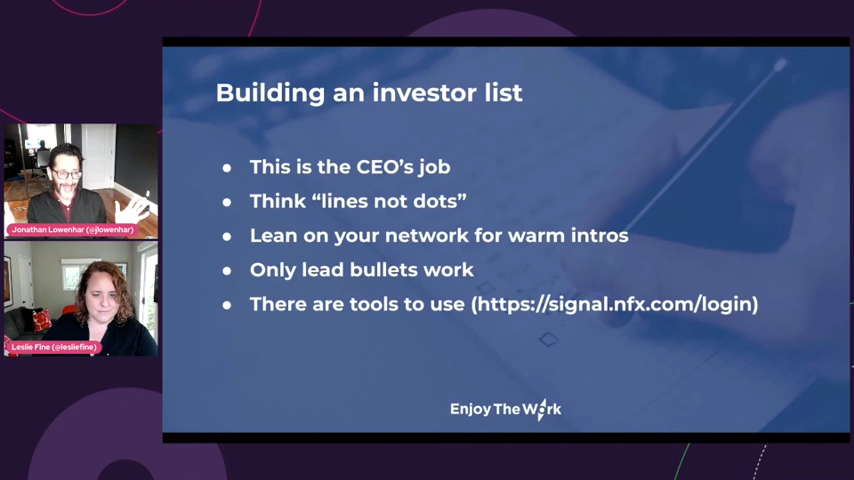 Building an investor list
● This is the CEO's job
● Think “lines not dots”
● Lean on your network for warm intros
● Only lead bullets work
● There are tools to use (https://signal.nfx.com/login)
Jonathan Lowenhar (@jlowenhar)
Leslie Fine (@lesliefine)
Enjoy The Work